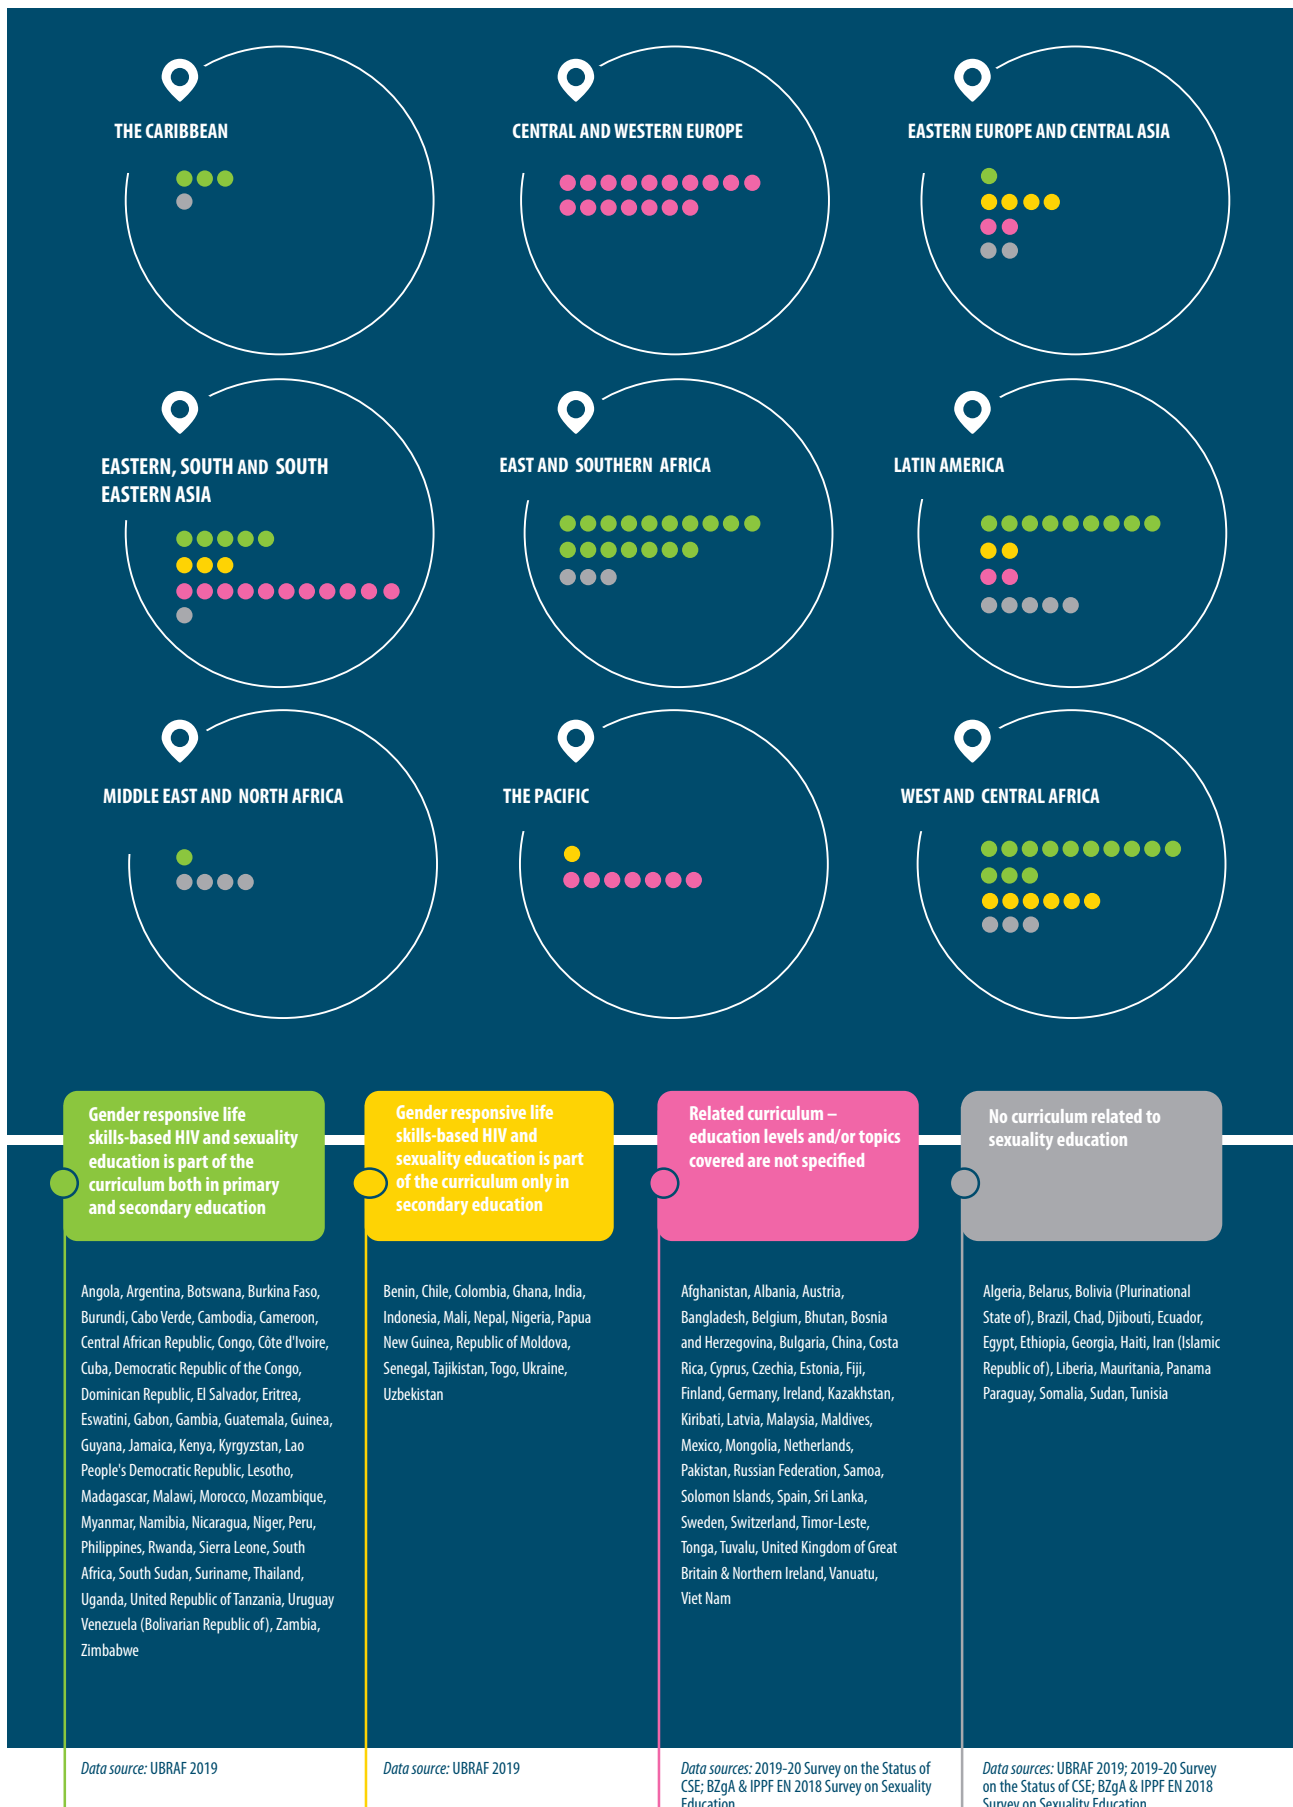 THE CARIBBEAN
CENTRAL AND WESTERN EUROPE
EASTERN EUROPE AND CENTRAL ASIA
EASTERN, SOUTH AND SOUTH
EASTERN ASIA
EAST AND SOUTHERN AFRICA
LATIN AMERICA
MIDDLE EAST AND NORTH AFRICA
THE PACIFIC
WEST AND CENTRAL AFRICA
Gender responsive life
skills-based HIV and sexuality
education is part of the
curriculum both in primary
and secondary education
Angola, Argentina, Botswana, Burkina Faso,
Burundi, Cabo Verde, Cambodia, Cameroon,
Central African Republic, Congo, Côte d'Ivoire,
Cuba, Democratic Republic of the Congo,
Dominican Republic, El Salvador, Eritrea,
Eswatini, Gabon, Gambia, Guatemala, Guinea,
Guyana, Jamaica, Kenya, Kyrgyzstan, Lao
People's Democratic Republic, Lesotho,
Madagascar, Malawi, Morocco, Mozambique,
Myanmar, Namibia, Nicaragua, Niger, Peru,
Philippines, Rwanda, Sierra Leone, South
Africa, South Sudan, Suriname, Thailand,
Uganda, United Republic of Tanzania, Uruguay
Venezuela (Bolivarian Republic of), Zambia,
Zimbabwe
Data source: UBRAF 2019
Gender responsive life
skills-based HIV and
sexuality education is part
of the curriculum only in
secondary education
Benin, Chile, Colombia, Ghana, India,
Indonesia, Mali, Nepal, Nigeria, Papua
New Guinea, Republic of Moldova,
Senegal, Tajikistan, Togo, Ukraine,
Uzbekistan
Data source: UBRAF 2019
Related curriculum –
education levels and/or topics
covered are not specified
Afghanistan, Albania, Austria,
Bangladesh, Belgium, Bhutan, Bosnia
and Herzegovina, Bulgaria, China, Costa
Rica, Cyprus, Czechia, Estonia, Fiji,
Finland, Germany, Ireland, Kazakhstan,
Kiribati, Latvia, Malaysia, Maldives,
Mexico, Mongolia, Netherlands,
Pakistan, Russian Federation, Samoa,
Solomon Islands, Spain, Sri Lanka,
Sweden, Switzerland, Timor-Leste,
Tonga, Tuvalu, United Kingdom of Great
Britain & Northern Ireland, Vanuatu,
Viet Nam
Data sources: 2019-20 Survey on the Status of
CSE; BZgA & IPPF EN 2018 Survey on Sexuality
Education
No curriculum related to
sexuality education
Algeria, Belarus, Bolivia (Plurinational
State of), Brazil, Chad, Djibouti, Ecuador,
Egypt, Ethiopia, Georgia, Haiti, Iran (Islamic
Republic of), Liberia, Mauritania, Panama
Paraguay, Somalia, Sudan, Tunisia
Data sources: UBRAF 2019; 2019-20 Survey
on the Status of CSE; BZgA & IPPF EN 2018
Survey on Sexuality Education